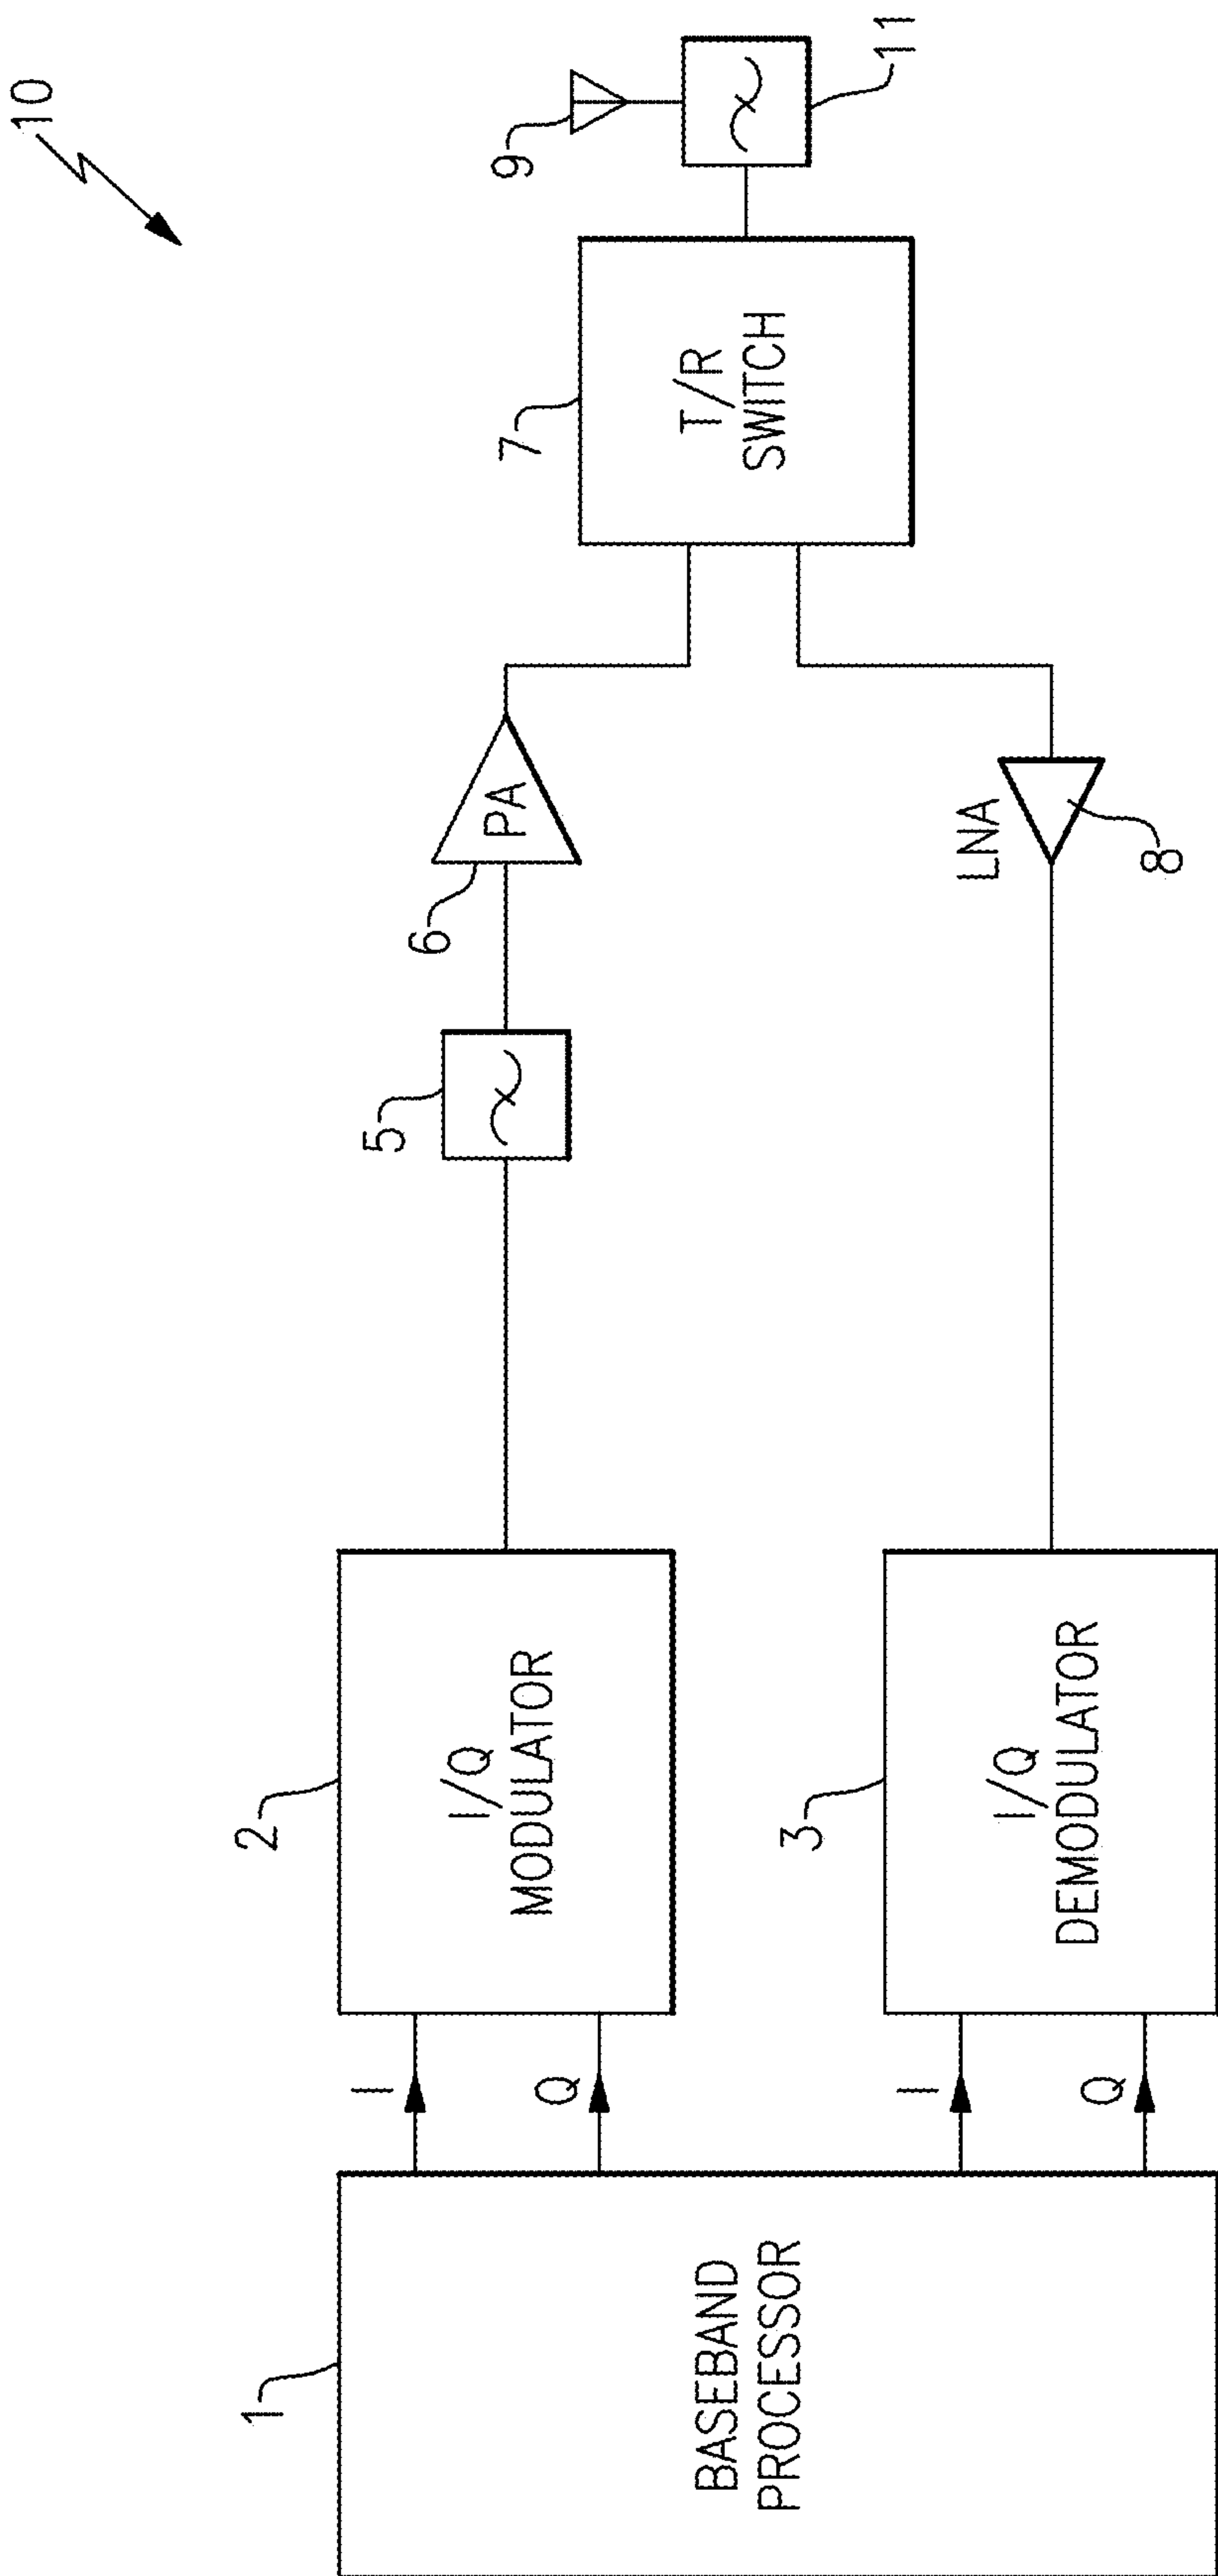 10
1
BASEBAND
PROCESSOR
I
Q
I
Q
2
I/Q
MODULATOR
3
I/Q
DEMODULATOR
5
6
PA
LNA
8
7
T/R
SWITCH
9
11